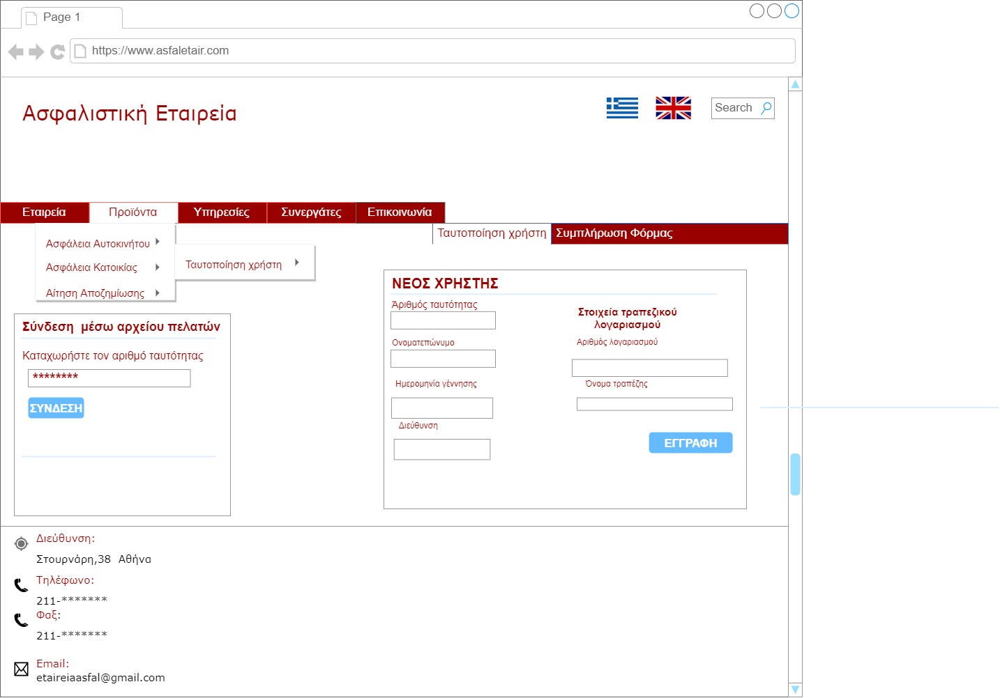 Page 1
https://www.asfaletair.com
Ασφαλιστική Εταιρεία
Search
Εταιρεία
Προϊόντα
Υπηρεσίες
Συνεργάτες
Επικοινωνία
Ταυτοποίηση χρήστη
Συμπλήρωση Φόρμας
Ασφάλεια Αυτοκινήτου
Ασφάλεια Κατοικίας
Αίτηση Αποζημίωσης
Ταυτοποίηση χρήστη
Σύνδεση  μέσω αρχείου πελατών
Καταχωρήστε τον αριθμό ταυτότητας
********
ΣΥΝΔΕΣΗ
ΝΕΟΣ ΧΡΗΣΤΗΣ
Άριθμός ταυτότητας
Ονοματεπώνυμο
Ημερομηνία γέννησης
Διεύθυνση
Στοιχεία τραπεζικού
λογαριασμού
Αριθμός λογαριασμού
Όνομα τραπέζης
ΕΓΓΡΑΦΗ
Διεύθυνση:
Στουρνάρη,38  Αθήνα
Τηλέφωνο:
211-*******
Φαξ:
211-*******
Email:
etaireiaasfal@gmail.com